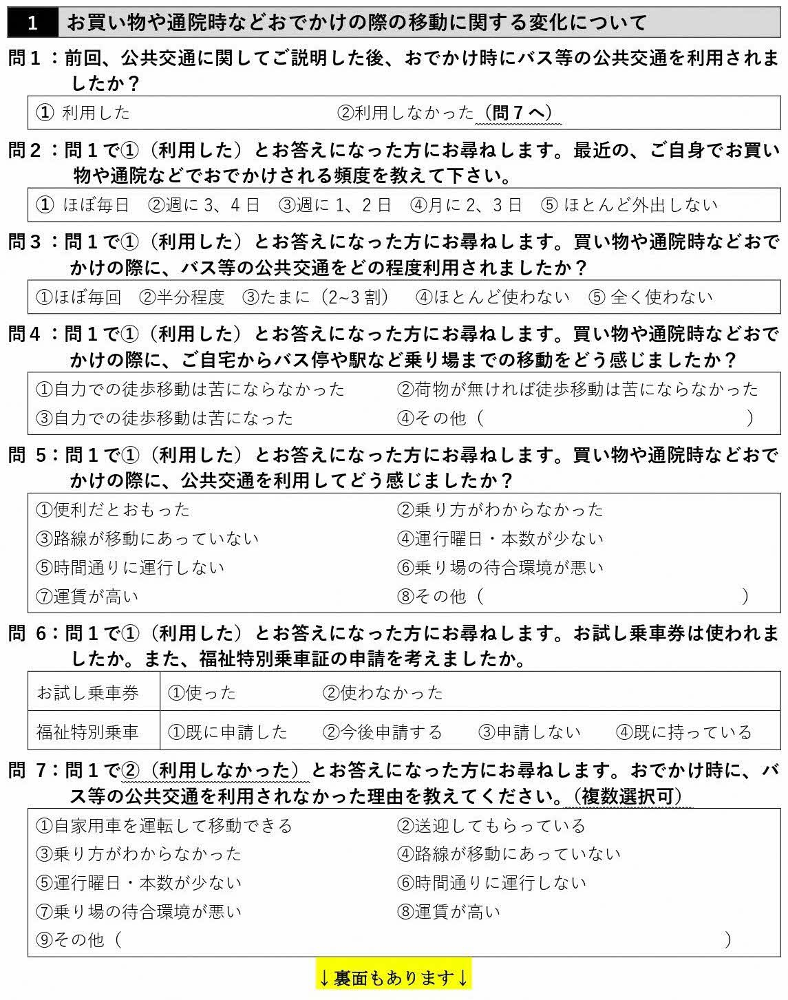 1 お買い物や通院時などおでかけの際の移動に関する変化について
問１：前回、公共交通に関してご説明した後、おでかけ時にバス等の公共交通を利用されま
したか？
① 利用した ②利用しなかった（問７へ）
問２：問１で①（利用した）とお答えになった方にお尋ねします。最近の、ご自身でお買い
物や通院などでおでかけされる頻度を教えて下さい。
① ほぼ毎日 ②週に 3、4 日 ③週に 1、2 日 ④月に 2、3 日 ⑤ ほとんど外出しない
問３：問１で①（利用した）とお答えになった方にお尋ねします。買い物や通院時などおで
かけの際に、バス等の公共交通をどの程度利用されましたか？
①ほぼ毎回 ②半分程度 ③たまに（2~3 割） ④ほとんど使わない ⑤ 全く使わない
問４：問１で①（利用した）とお答えになった方にお尋ねします。買い物や通院時などおで
かけの際に、ご自宅からバス停や駅など乗り場までの移動をどう感じましたか？
①自力での徒歩移動は苦にならなかった ②荷物が無ければ徒歩移動は苦にならなかった
③自力での徒歩移動は苦になった ④その他（ ）
問 5：問１で①（利用した）とお答えになった方にお尋ねします。買い物や通院時などおで
かけの際に、公共交通を利用してどう感じましたか？
①便利だとおもった ②乗り方がわからなかった
③路線が移動にあっていない ④運行曜日・本数が少ない
⑤時間通りに運行しない ⑥乗り場の待合環境が悪い
⑦運賃が高い ⑧その他（ ）
問 6：問１で①（利用した）とお答えになった方にお尋ねします。お試し乗車券は使われま
したか。また、福祉特別乗車証の申請を考えましたか。
お試し乗車券 ①使った ②使わなかった
福祉特別乗車 ①既に申請した ②今後申請する ③申請しない ④既に持っている
問 7：問１で②（利用しなかった）とお答えになった方にお尋ねします。おでかけ時に、バ
ス等の公共交通を利用されなかった理由を教えてください。（複数選択可）
①自家用車を運転して移動できる ②送迎してもらっている
③乗り方がわからなかった ④路線が移動にあっていない
⑤運行曜日・本数が少ない ⑥時間通りに運行しない
⑦乗り場の待合環境が悪い ⑧運賃が高い
⑨その他（ ）
↓裏面もあります↓